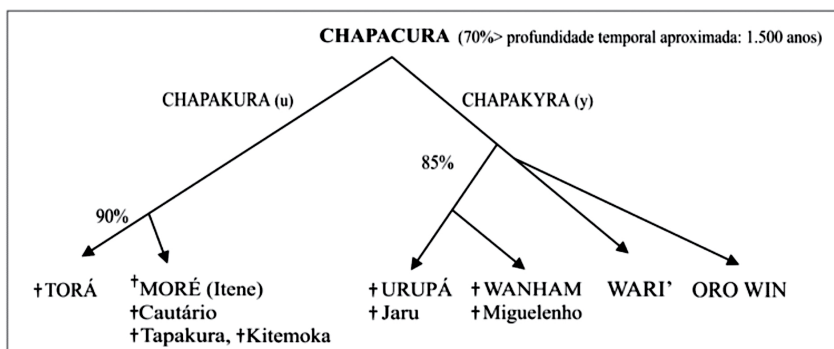 CHAPACURA (70%> profundidade temporal aproximada: 1.500 anos)
CHAPAKURA (u)
CHAPAKYRA (y)
85%
90%
†TORÁ
†MORÉ (Itene)
†Cautário
†Tapakura, †Kitemoka
†URUPÁ
†Jaru
†WANHAM
†Miguelenho
WARI’
ORO WIN